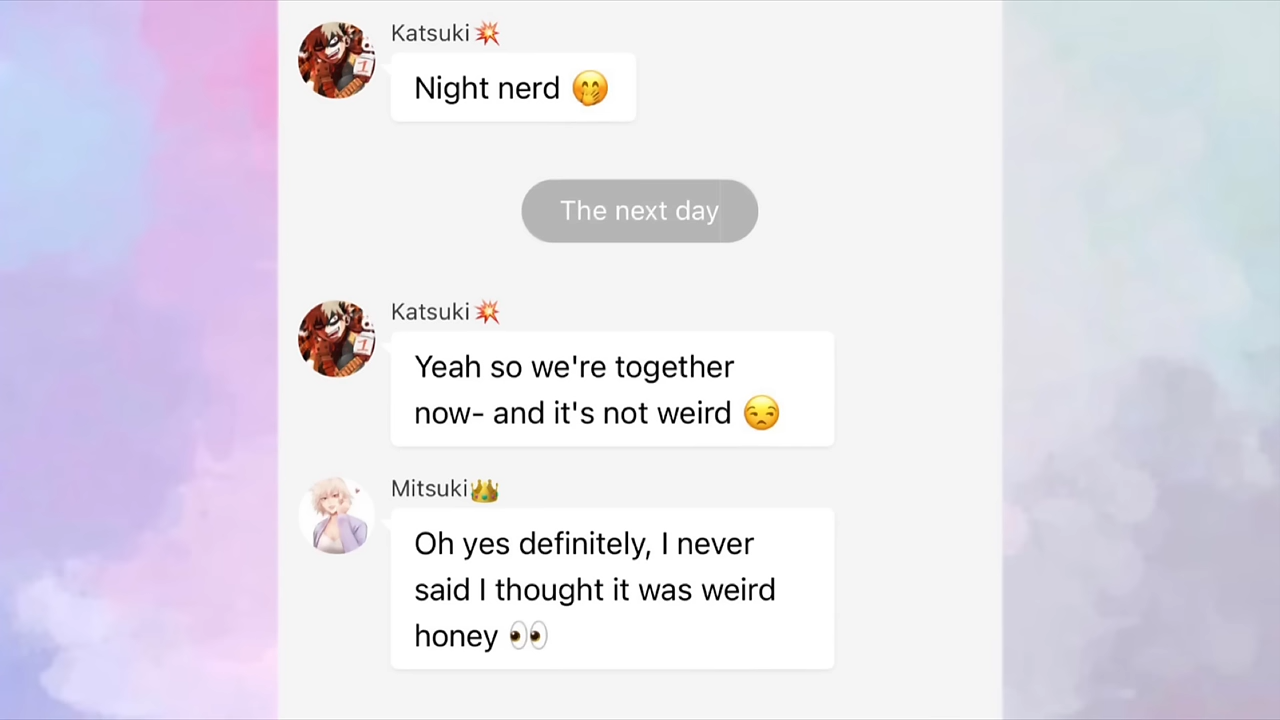 Katsuki💥
Night nerd 🤭
The next day
Katsuki💥
Yeah so we're together
now- and it's not weird 😒
Mitsuki👑
Oh yes definitely, I never
said I thought it was weird
honey 👀